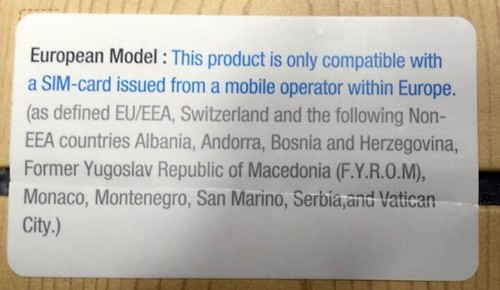 European Model : This product is only compatible with
a SIM-card issued from a mobile operator within Europe.
(as defined EU/EEA, Switzerland and the following Non-
EEA countries Albania, Andorra, Bosnia and Herzegovina,
Former Yugoslav Republic of Macedonia (F.Y.R.O.M),
Monaco, Montenegro, San Marino, Serbia,and Vatican
City.)